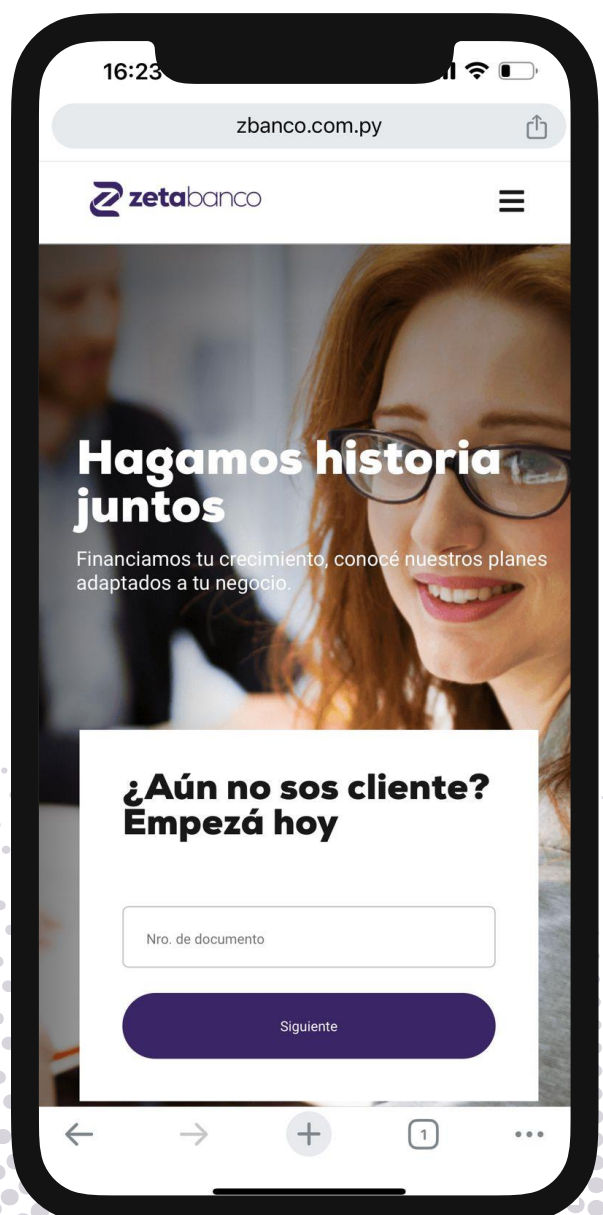 16:23
zbanco.com.py
zetabanco
Hagamos historia
juntos
Financiamos tu crecimiento, conocé nuestros planes
adaptados a tu negocio.
¿Aún no sos cliente?
Empezá hoy
Nro. de documento
Siguiente
1